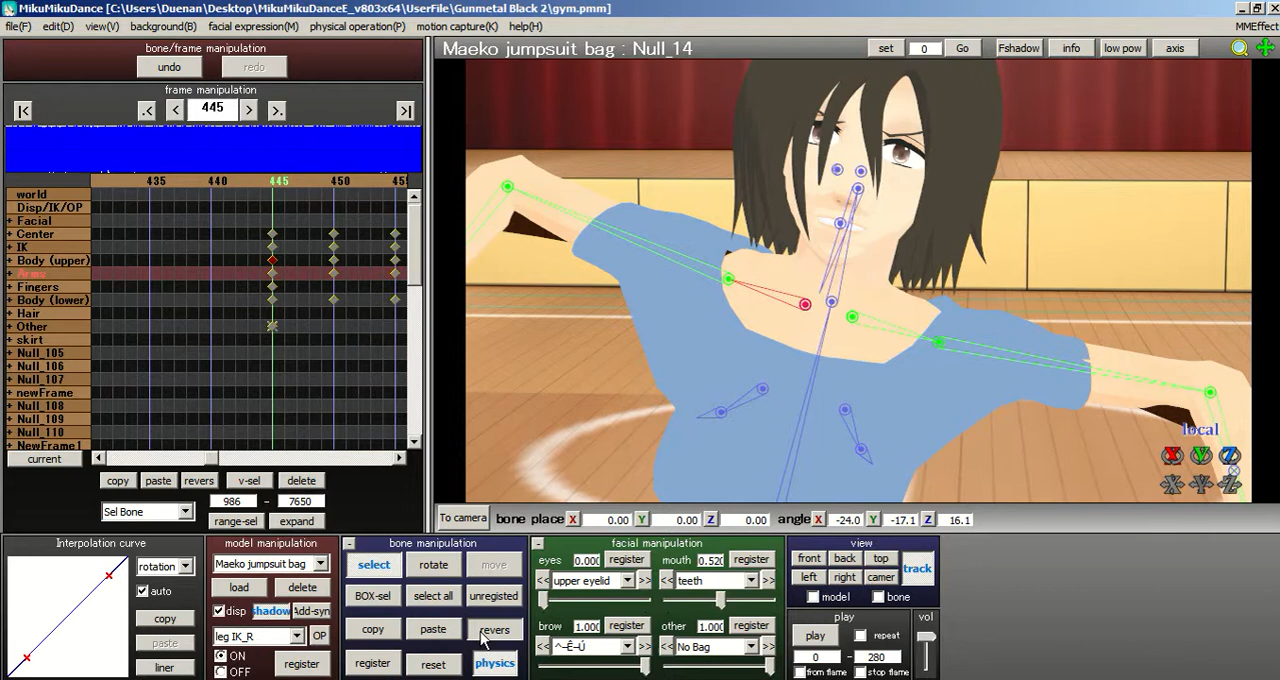 MikuMikuDance [C:\Users\Duenan\Desktop\MikuMikuDanceE_v803x64\UserFile\Gunmetal Black 2\gym.pmm]
file(F) edit(D) view(V) background(B) facial expression(M) physical operation(P) motion capture(K) help(H) MMEffect
bone/frame manipulation
undo redo
frame manipulation
|< .< < 445 > >. >|
435 440 445 450 455
world
Disp/IK/OP
+ Facial
+ Center
+ IK
+ Body (upper)
+ Arms
+ Fingers
+ Body (lower)
+ Hair
+ Other
+ skirt
+ Null_105
+ Null_106
+ Null_107
+ newFrame
+ Null_108
+ Null_109
+ Null_110
+ NewFrame1
current
copy paste revers v-sel delete
Sel Bone 986 - 7650
range-sel expand
Maeko jumpsuit bag : Null_14
set 0 Go Fshadow info low pow axis
local
X Y Z
X Y Z
To camera bone place X 0.00 Y 0.00 Z 0.00 angle X -24.0 Y -17.1 Z 16.1
Interpolation curve
rotation
auto
copy
paste
liner
model manipulation
Maeko jumpsuit bag
load delete
disp shadow Add-syn
leg IK_R OP
ON
OFF
register
bone manipulation
select rotate move
BOX-sel select all unregisted
copy paste revers
register reset physics
facial manipulation
eyes 0.000 register mouth 0.520 register
<< upper eyelid >> << teeth >>
brow 1.000 register other 1.000 register
<< ^-Ê-Ú >> << No Bag >>
view
front back top
left right camer
track
model bone
play
play repeat
0 - 280
from flame stop flame
vol